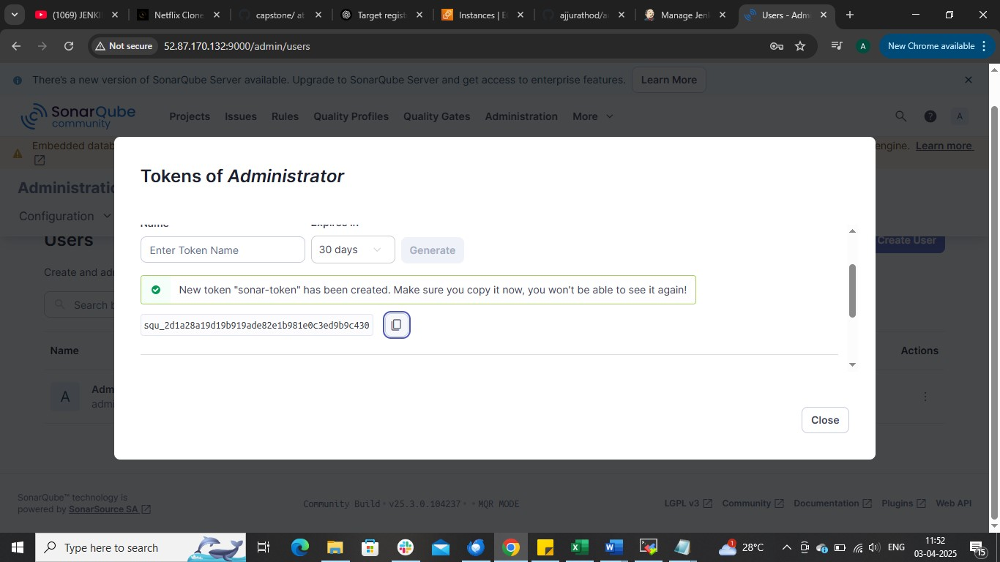 (1069) JENKI
Netflix Clone
capstone/ at
Target regist
Instances | E
ajjurathod/a
Manage Jen
Users - Adm
Not secure
52.87.170.132:9000/admin/users
A
New Chrome available
There's a new version of SonarQube Server available. Upgrade to SonarQube Server and get access to enterprise features.
Learn More
SonarQube
community
Projects
Issues
Rules
Quality Profiles
Quality Gates
Administration
More
A
Embedded datab
engine. Learn more
Administratio
Configuration
Users
Create User
Create and ad
Search b
Name
Actions
A
Adm
admi
Tokens of Administrator
Name
Expires in
Enter Token Name
30 days
Generate
New token "sonar-token" has been created. Make sure you copy it now, you won't be able to see it again!
squ_2d1a28a19d19b919ade82e1b981e0c3ed9b9c430
Close
SonarQube™ technology is
powered by SonarSource SA
Community Build · v25.3.0.104237 · · MQR MODE
LGPL v3
Community
Documentation
Plugins
Web API
Type here to search
1
28°C
ENG
11:52
03-04-2025
15